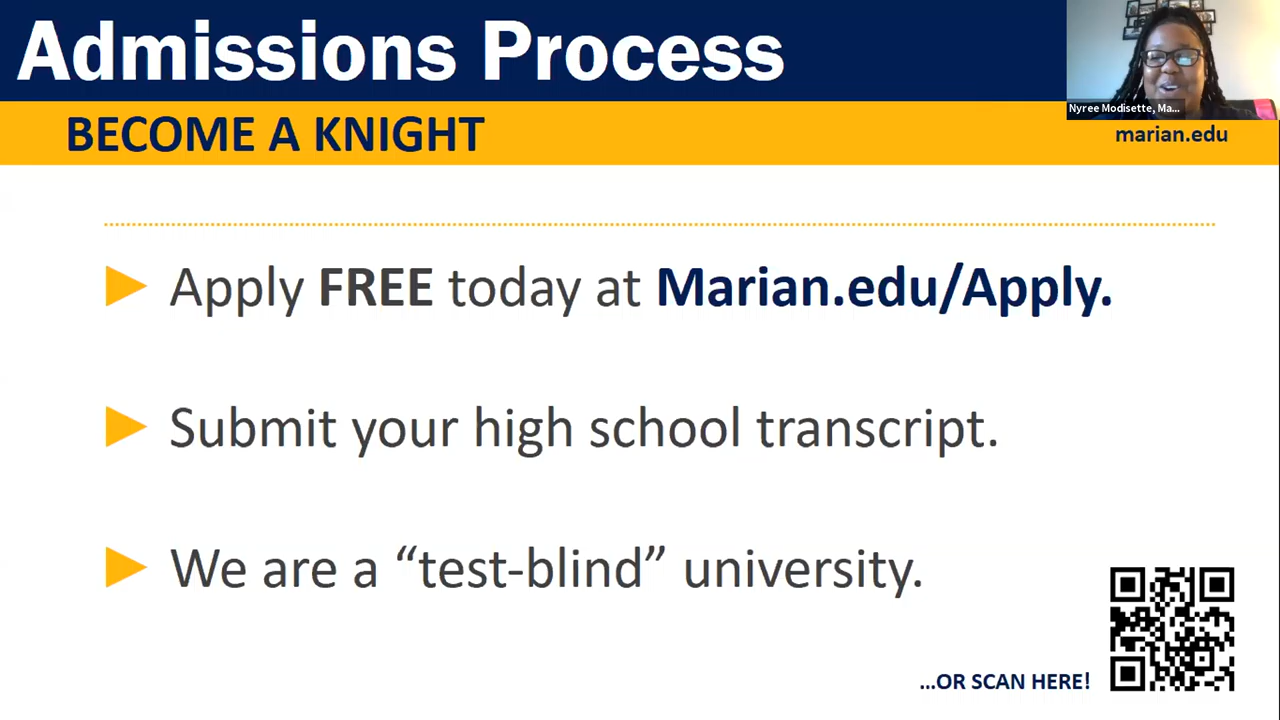 Admissions Process
Nyree Modisette, Ma...
BECOME A KNIGHT
marian.edu
Apply FREE today at Marian.edu/Apply.
Submit your high school transcript.
We are a “test-blind” university.
...OR SCAN HERE!